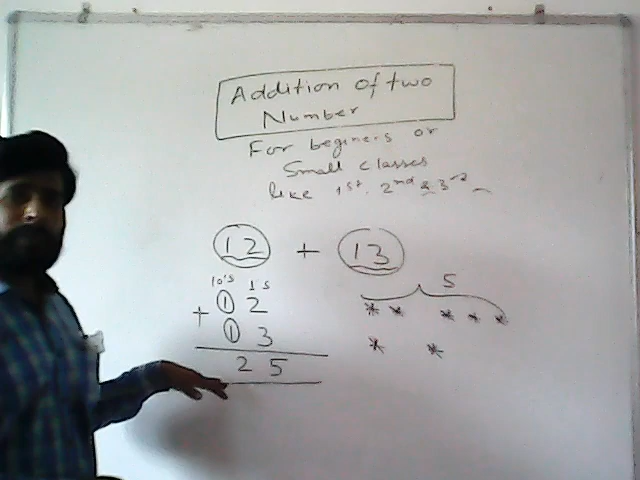 Addition of two
Number
For beginers or
Small classes
like 1st, 2nd & 3rd
12 + 13
10's 1s
5
1 2
+
1 3
2 5